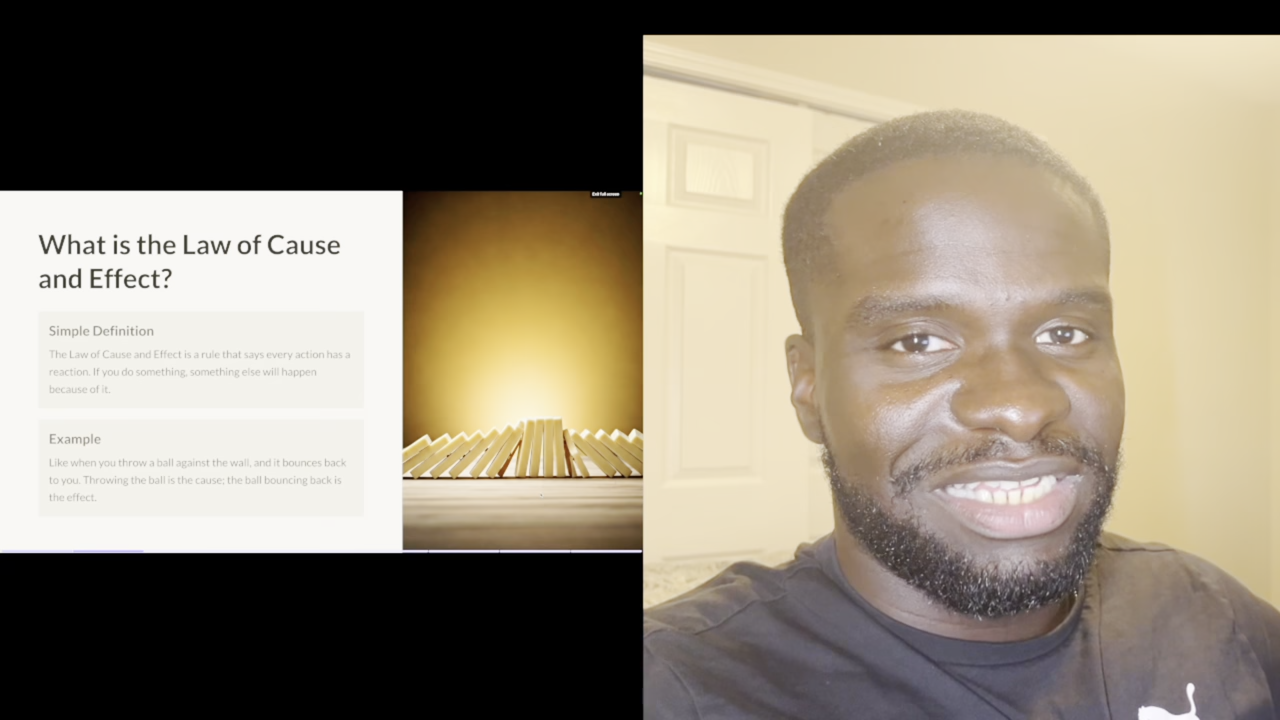 What is the Law of Cause
and Effect?
Simple Definition
The Law of Cause and Effect is a rule that says every action has a
reaction. If you do something, something else will happen
because of it.
Example
Like when you throw a ball against the wall, and it bounces back
to you. Throwing the ball is the cause; the ball bouncing back is
the effect.
Exit full screen